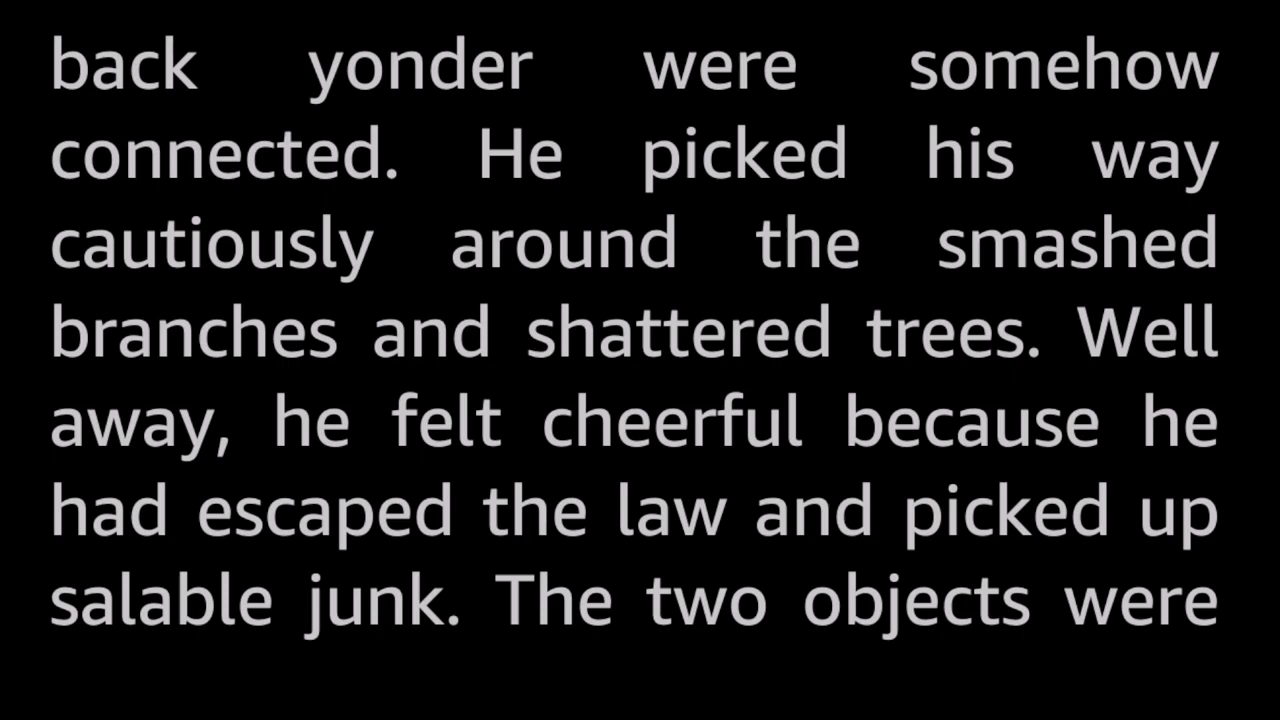 back yonder were somehow
connected. He picked his way
cautiously around the smashed
branches and shattered trees. Well
away, he felt cheerful because he
had escaped the law and picked up
salable junk. The two objects were